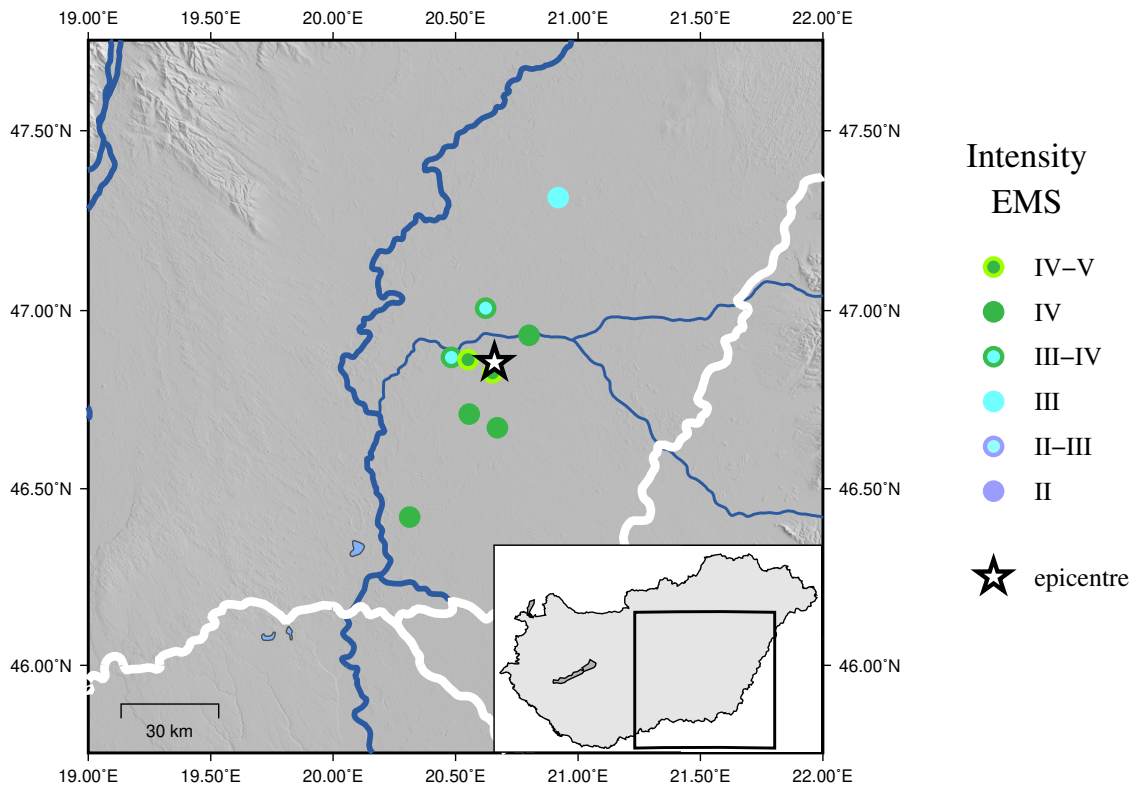 19.00°E 19.50°E 20.00°E 20.50°E 21.00°E 21.50°E 22.00°E
47.50°N 47.50°N
47.00°N 47.00°N
46.50°N 46.50°N
46.00°N 46.00°N
30 km
19.00°E 19.50°E 20.00°E 20.50°E 21.00°E 21.50°E 22.00°E
Intensity
EMS
IV–V
IV
III–IV
III
II–III
II
epicentre